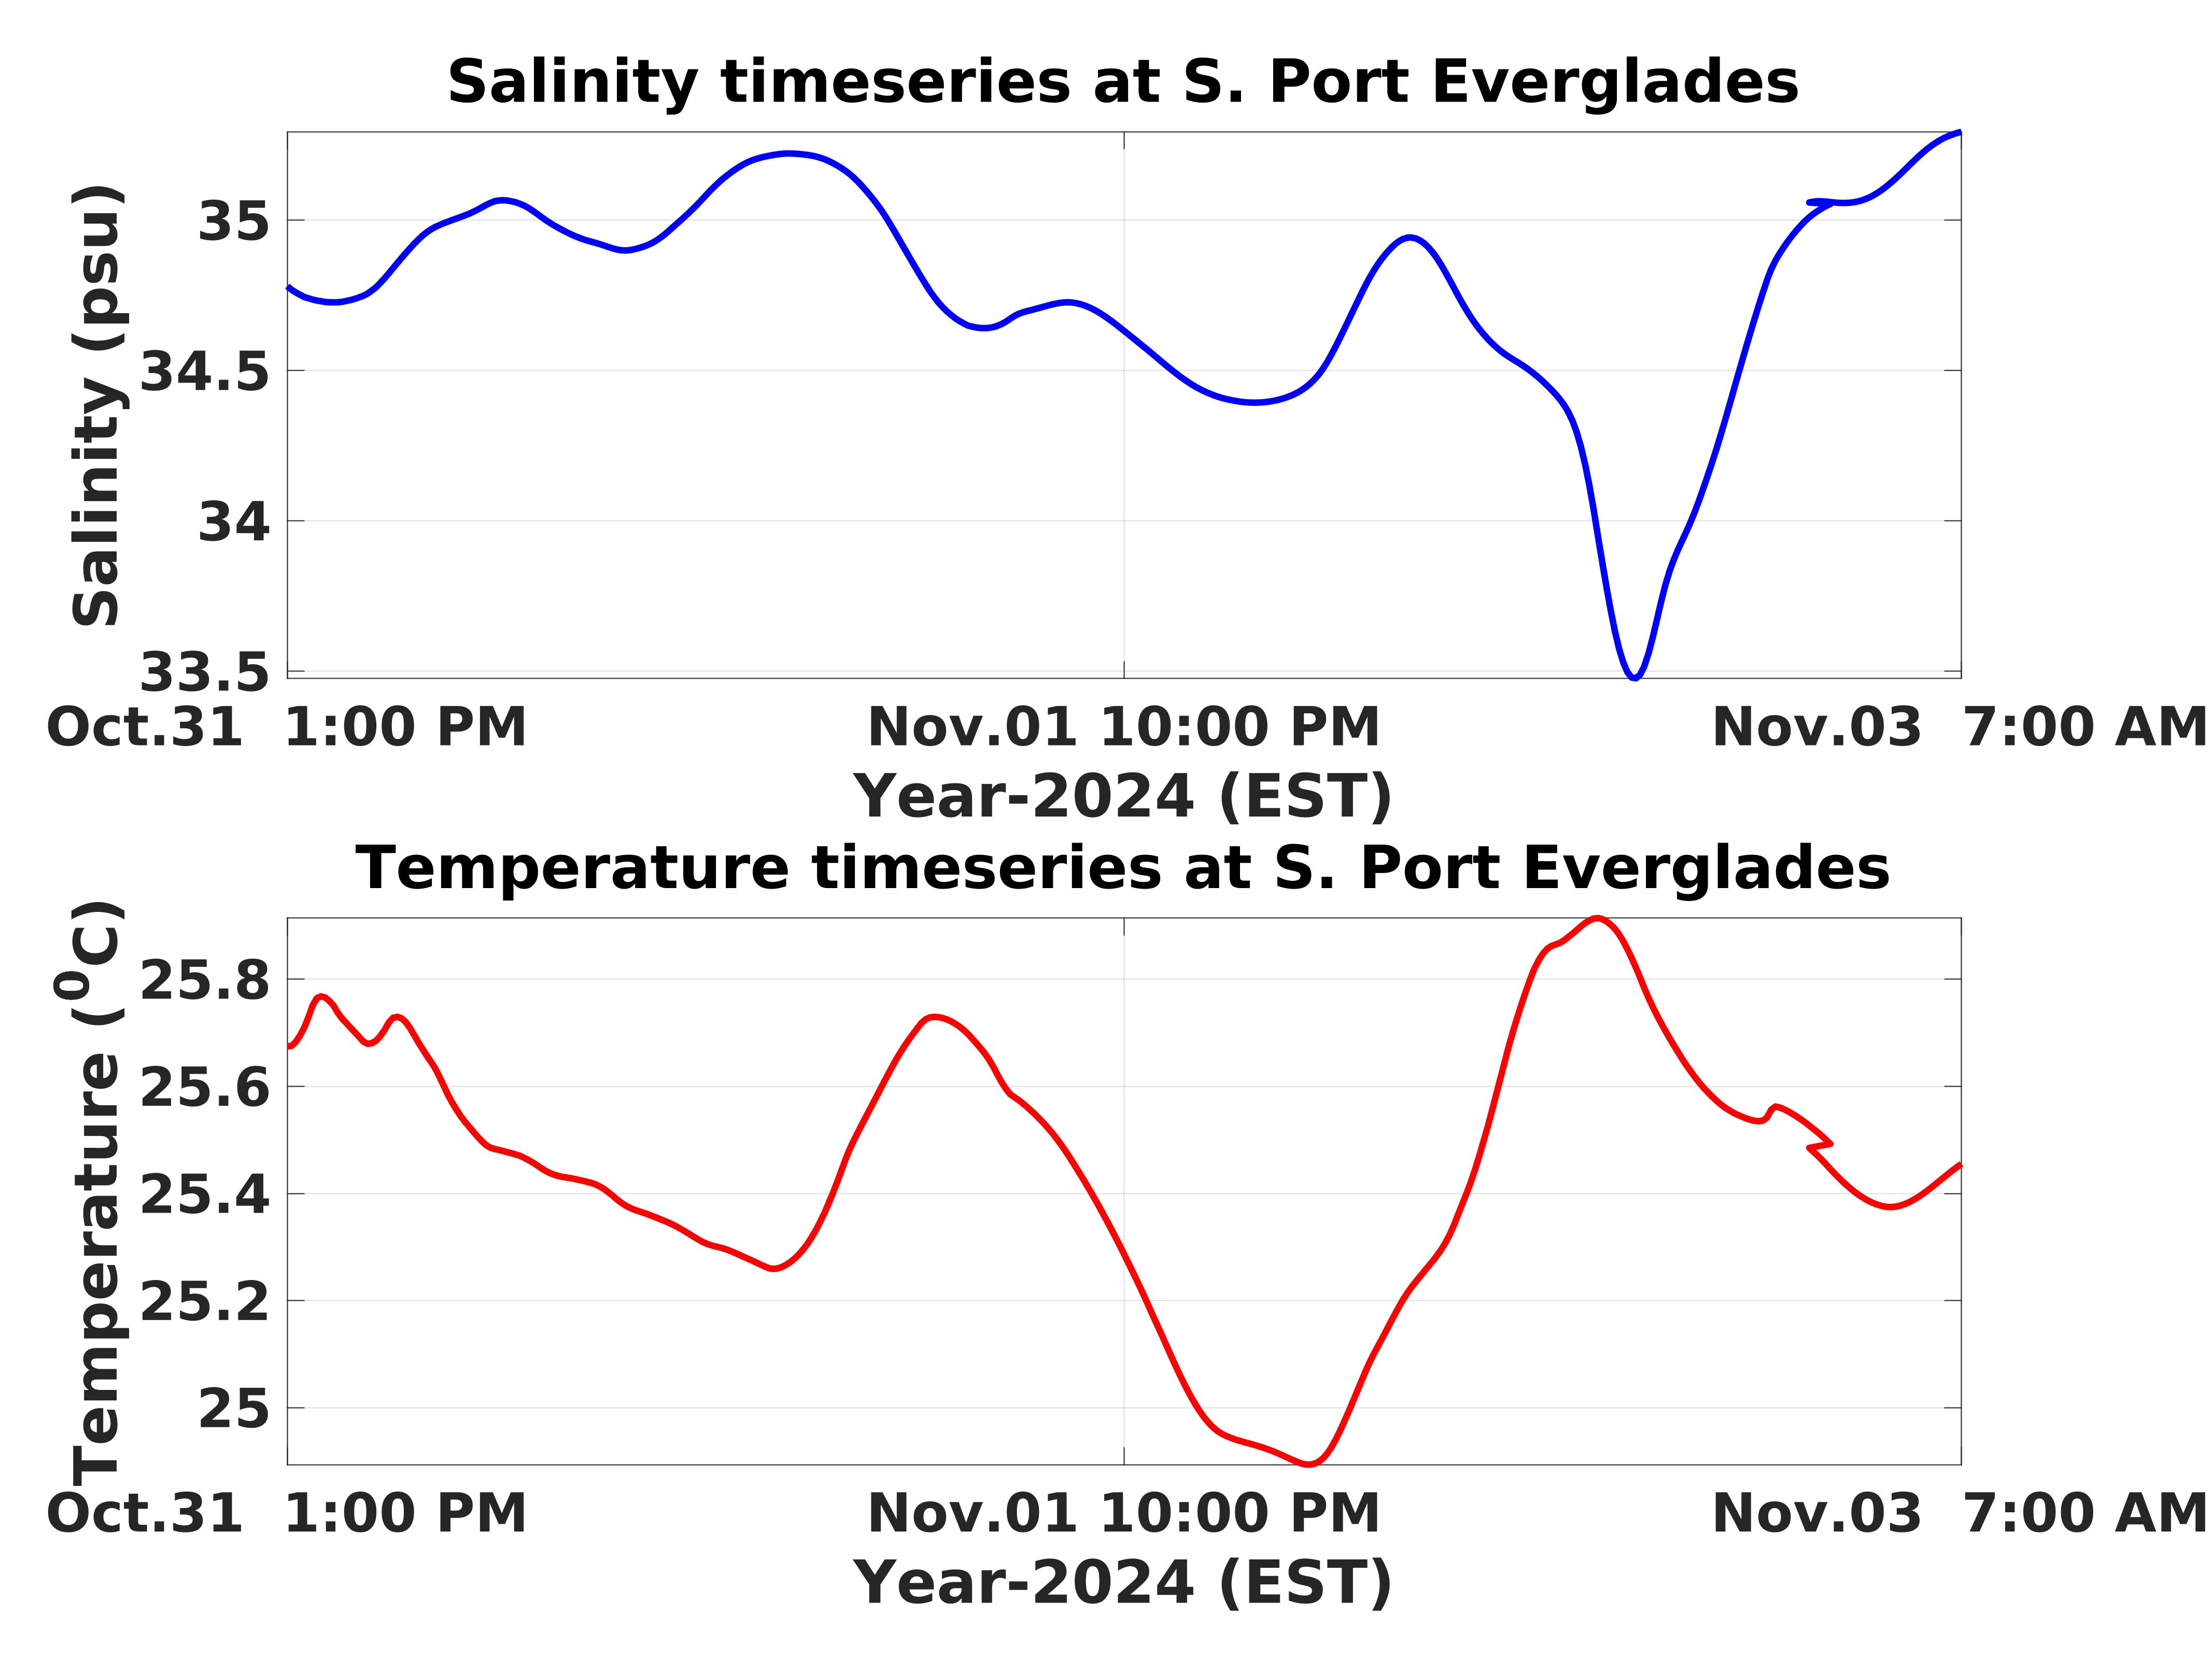 Salinity timeseries at S. Port Everglades
Salinity (psu)
35
34.5
34
33.5
Oct.31 1:00 PM Nov.01 10:00 PM Nov.03 7:00 AM
Year-2024 (EST)
Temperature timeseries at S. Port Everglades
Temperature (⁰C)
25.8
25.6
25.4
25.2
25
Oct.31 1:00 PM Nov.01 10:00 PM Nov.03 7:00 AM
Year-2024 (EST)